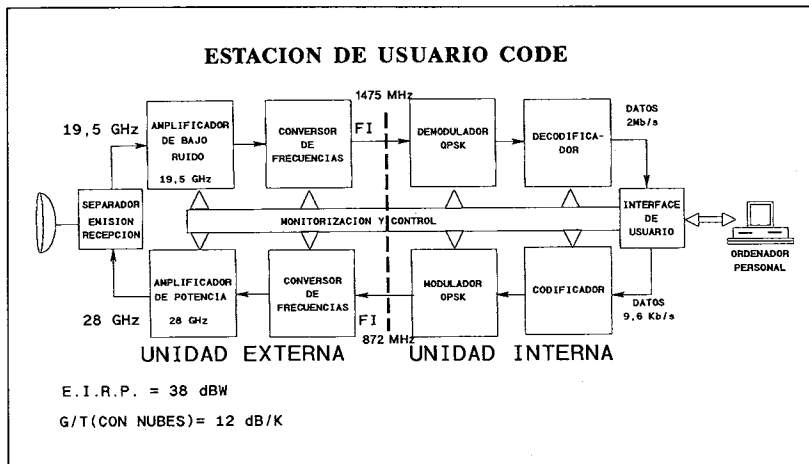 ESTACION DE USUARIO CODE
1475 MHz
19,5 GHz
AMPLIFICADOR
DE BAJO
RUIDO
19,5 GHz
CONVERSOR
DE
FRECUENCIAS
FI
DEMODULADOR
QPSK
DECODIFICA-
DOR
DATOS
2Mb/s
SEPARADOR
EMISION
RECEPCION
MONITORIZACION Y CONTROL
INTERFACE
DE
USUARIO
ORDENADOR
PERSONAL
28 GHz
AMPLIFICADOR
DE POTENCIA
28 GHz
CONVERSOR
DE
FRECUENCIAS
FI
MODULADOR
QPSK
CODIFICADOR
DATOS
9,6 Kb/s
872 MHz
UNIDAD EXTERNA
UNIDAD INTERNA
E.I.R.P. = 38 dBW
G/T(CON NUBES)= 12 dB/K